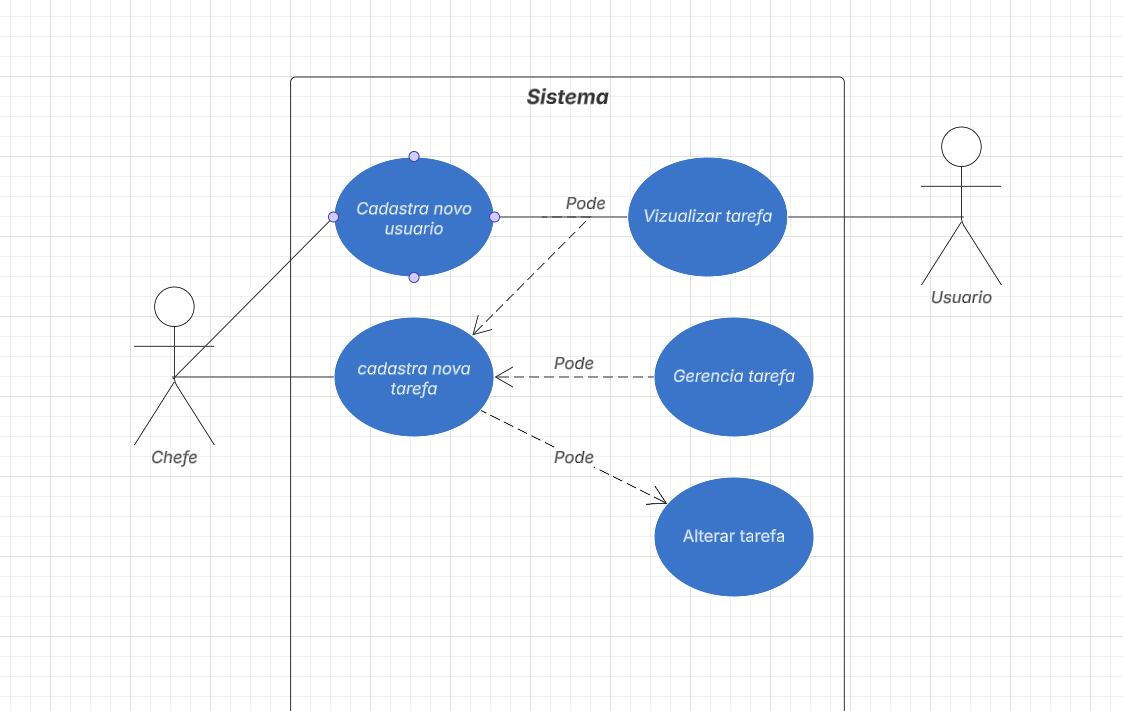 Sistema
Cadastra novo
usuario
Pode
Vizualizar tarefa
Usuario
cadastra nova
tarefa
Pode
Gerencia tarefa
Chefe
Pode
Alterar tarefa